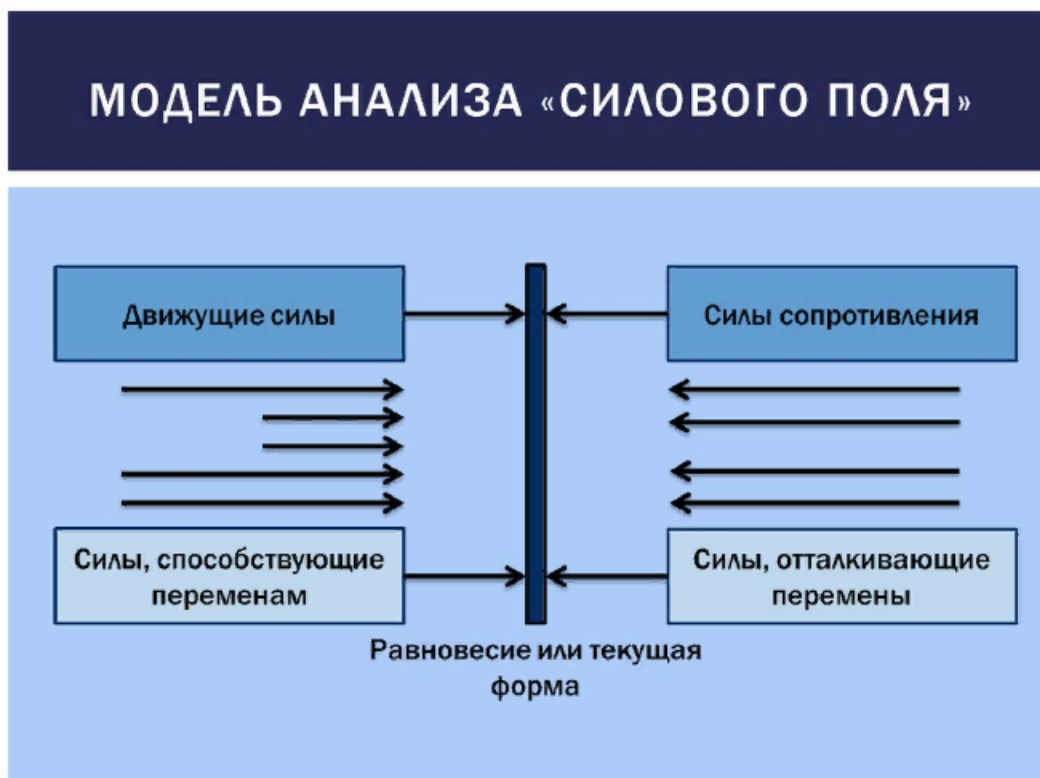 МОДЕЛЬ АНАЛИЗА «СИЛОВОГО ПОЛЯ»
Движущие силы
Силы сопротивления
Силы, способствующие
переменам
Силы, отталкивающие
перемены
Равновесие или текущая
форма